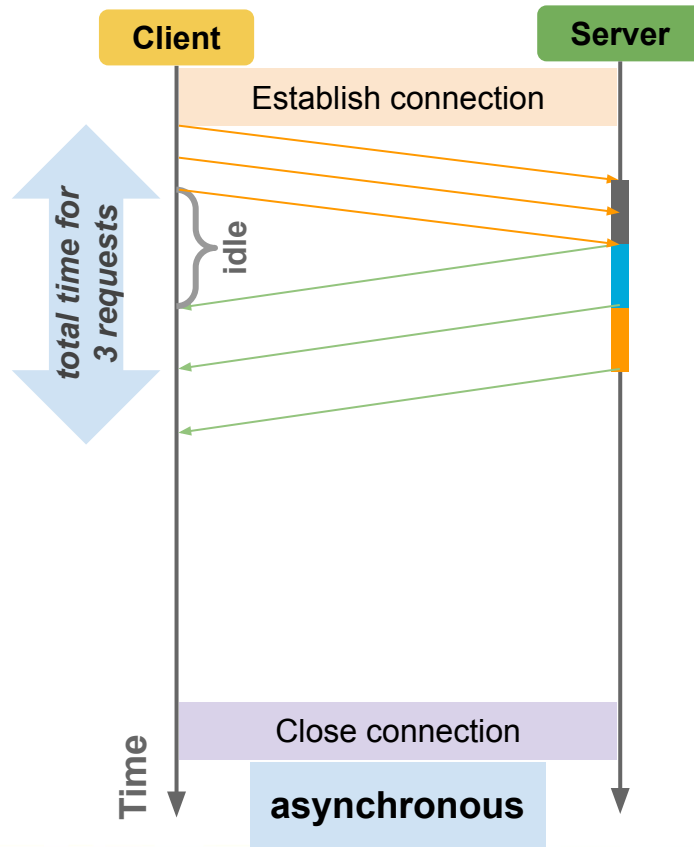 Client
Server
Establish connection
total time for
3 requests
idle
Close connection
Time
asynchronous